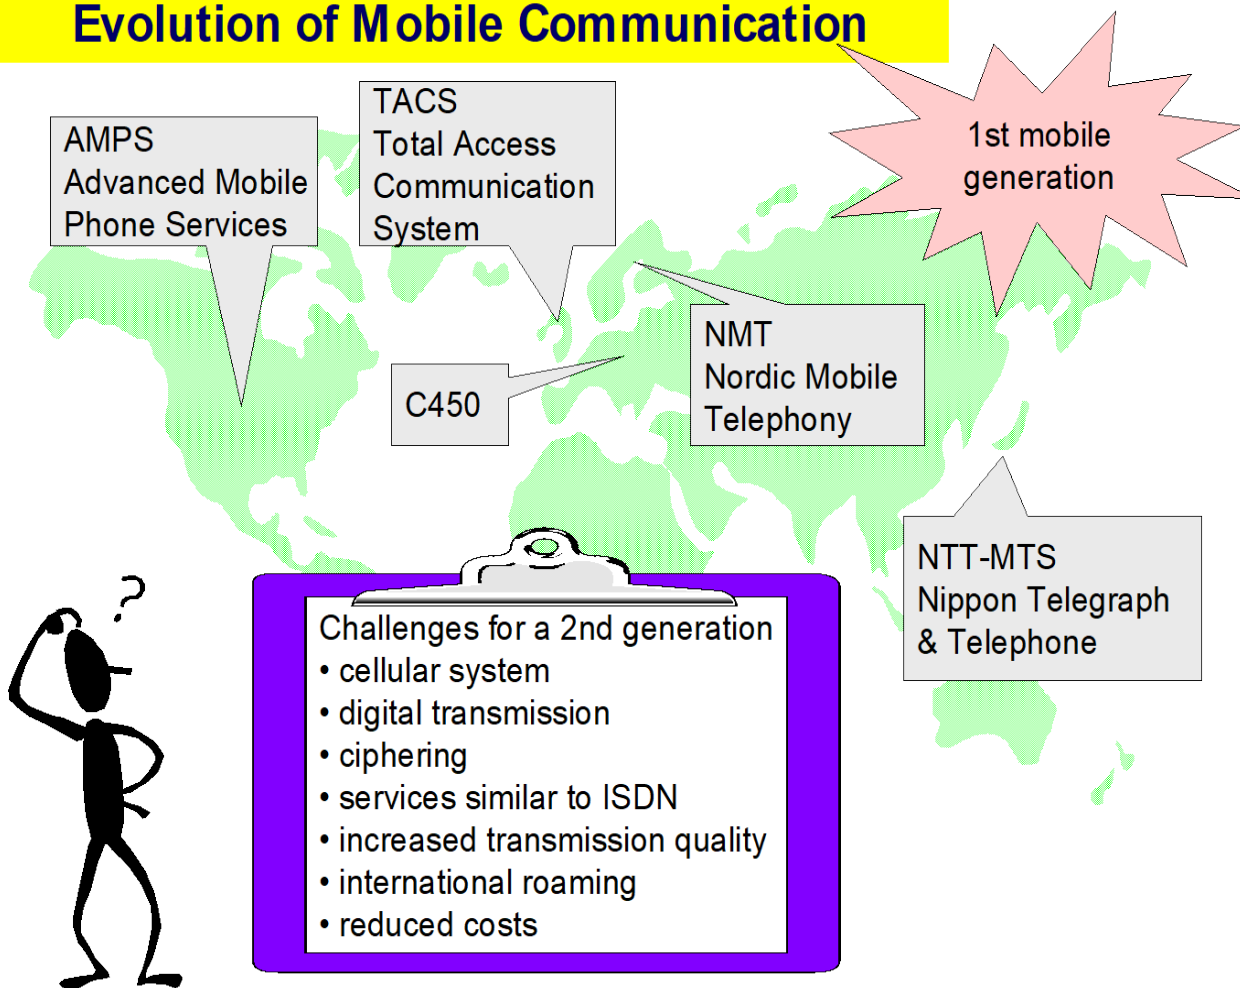 Evolution of Mobile Communication
1st mobile
generation
AMPS
Advanced Mobile
Phone Services
TACS
Total Access
Communication
System
C450
NMT
Nordic Mobile
Telephony
NTT-MTS
Nippon Telegraph
& Telephone
?
Challenges for a 2nd generation
• cellular system
• digital transmission
• ciphering
• services similar to ISDN
• increased transmission quality
• international roaming
• reduced costs